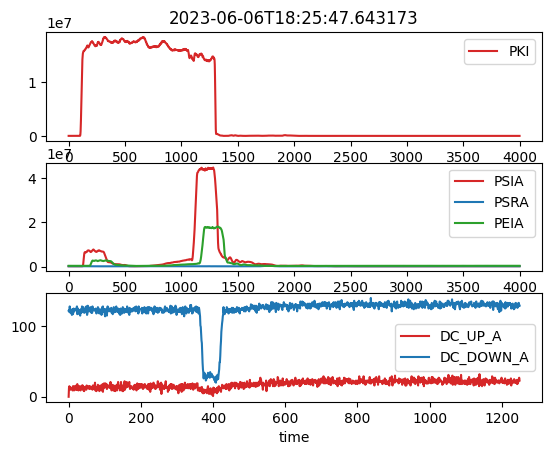 2023-06-06T18:25:47.643173
1e7
PKI
1
0
0 500 1000 1500 2000 2500 3000 3500 4000
1e7
PSIA
PSRA
PEIA
4
2
0
0 500 1000 1500 2000 2500 3000 3500 4000
100
0
DC_UP_A
DC_DOWN_A
0 200 400 600 800 1000 1200
time